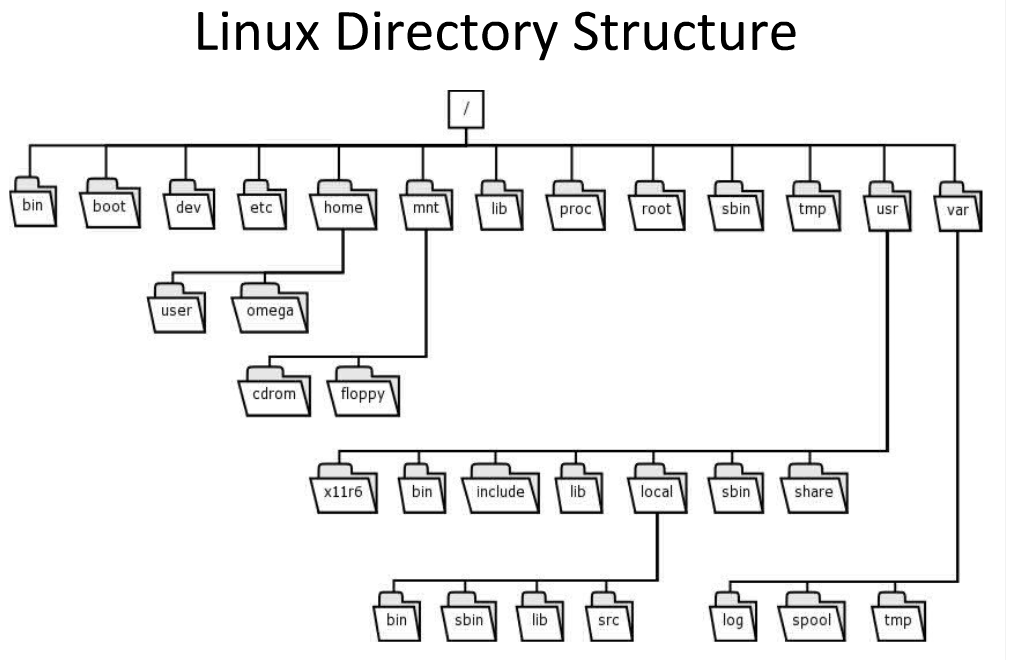 Linux Directory Structure
/
bin boot dev etc home mnt lib proc root sbin tmp usr var
user omega
cdrom floppy
x11r6 bin include lib local sbin share
bin sbin lib src log spool tmp